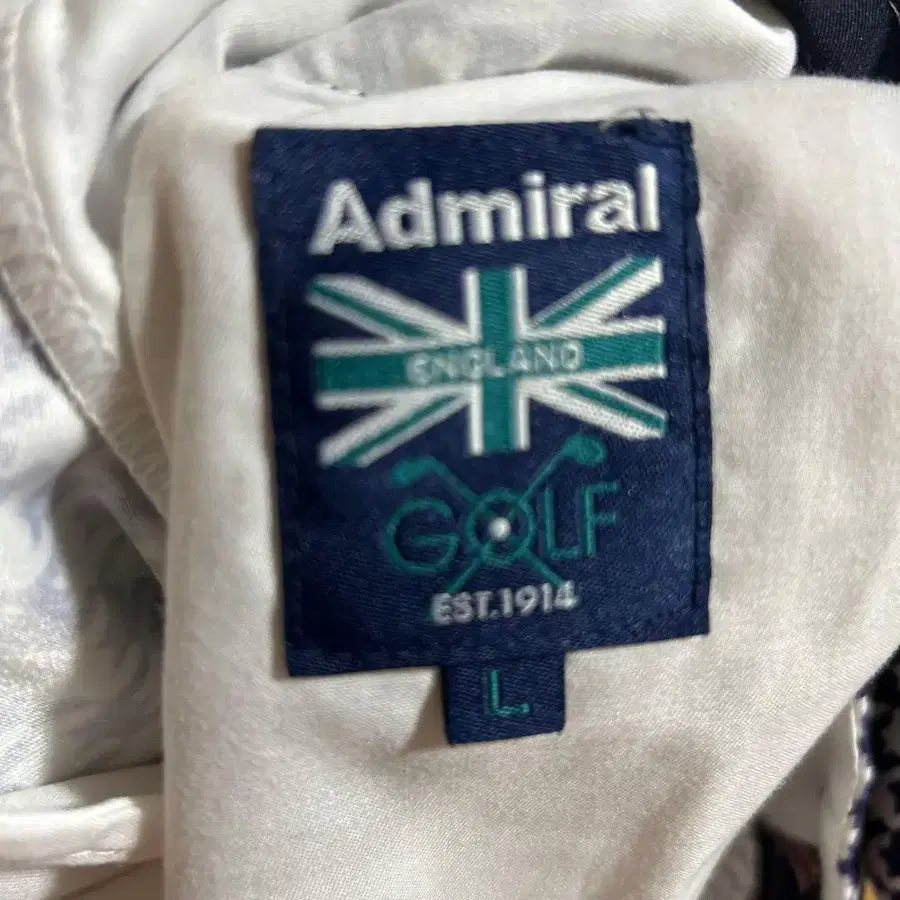 Admiral
ENGLAND
GOLF
EST.1914
L